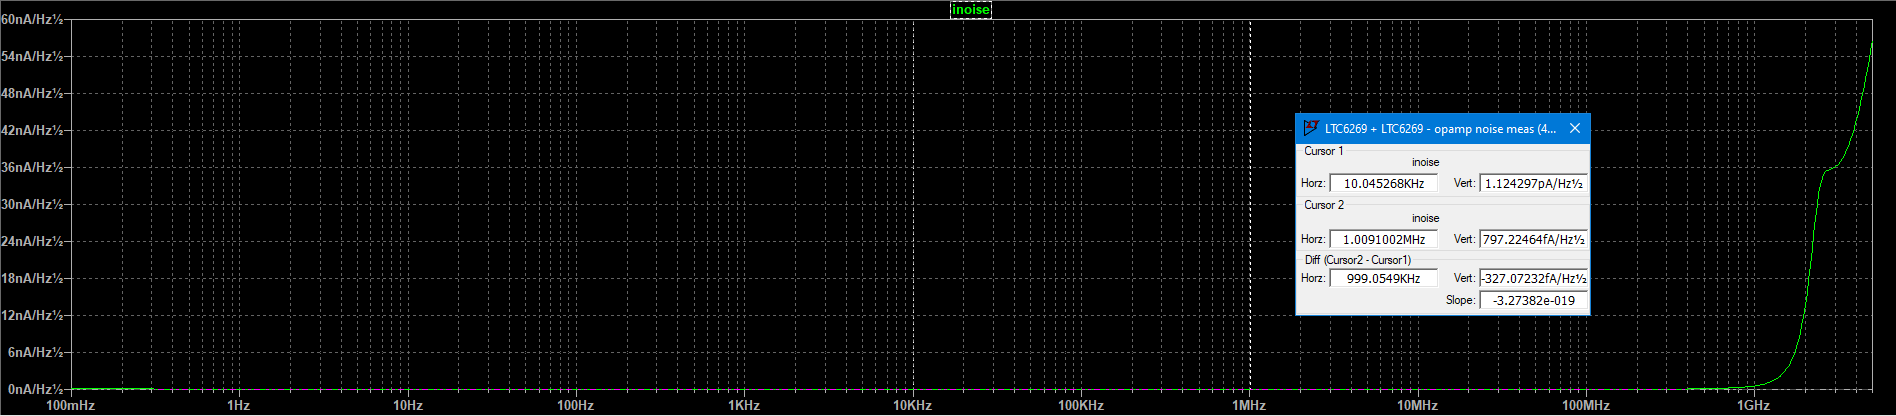 inoise
60nA/Hz½
54nA/Hz½
48nA/Hz½
42nA/Hz½
36nA/Hz½
30nA/Hz½
24nA/Hz½
18nA/Hz½
12nA/Hz½
6nA/Hz½
0nA/Hz½
100mHz 1Hz 10Hz 100Hz 1KHz 10KHz 100KHz 1MHz 10MHz 100MHz 1GHz
LTC6269 + LTC6269 - opamp noise meas (4...
Cursor 1
inoise
Horz: 10.045268KHz Vert: 1.124297pA/Hz½
Cursor 2
inoise
Horz: 1.0091002MHz Vert: 797.22464fA/Hz½
Diff (Cursor2 - Cursor1)
Horz: 999.0549KHz Vert: -327.07232fA/Hz½
Slope: -3.27382e-019